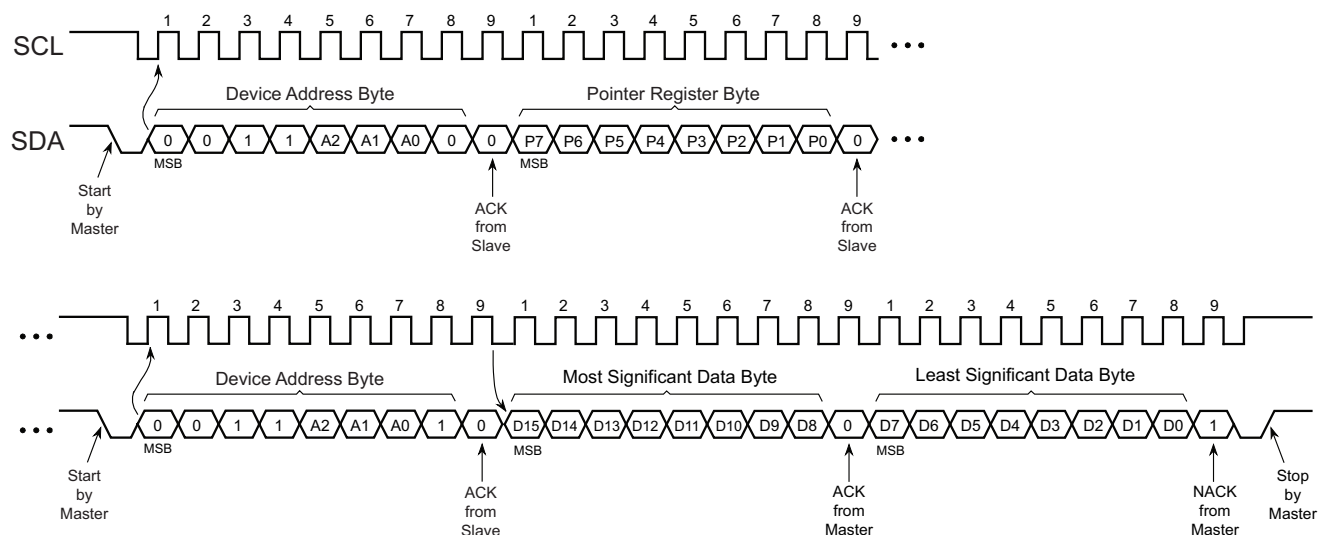 1 2 3 4 5 6 7 8 9 1 2 3 4 5 6 7 8 9
SCL
•••
Device Address Byte Pointer Register Byte
SDA 0 0 1 1 A2 A1 A0 0 0 P7 P6 P5 P4 P3 P2 P1 P0 0 •••
MSB MSB
Start
by
Master
ACK
from
Slave
ACK
from
Slave
1 2 3 4 5 6 7 8 9 1 2 3 4 5 6 7 8 9 1 2 3 4 5 6 7 8 9
•••
Device Address Byte Most Significant Data Byte Least Significant Data Byte
••• 0 0 1 1 A2 A1 A0 1 0 D15 D14 D13 D12 D11 D10 D9 D8 0 D7 D6 D5 D4 D3 D2 D1 D0 1
MSB MSB MSB
Start
by
Master
ACK
from
Slave
ACK
from
Master
NACK
from
Master
Stop
by
Master